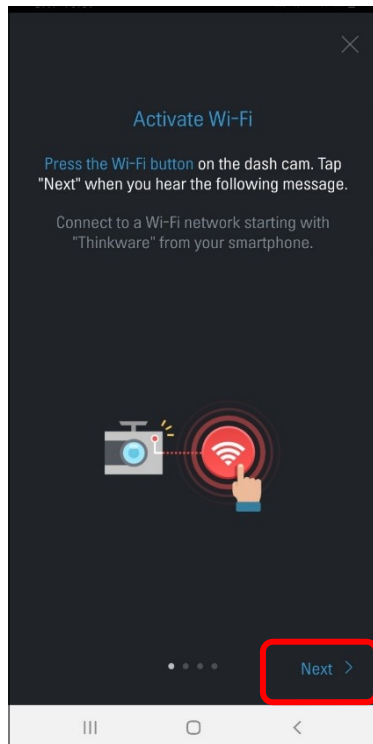 Activate Wi-Fi
Press the Wi-Fi button on the dash cam. Tap
"Next" when you hear the following message.
Connect to a Wi-Fi network starting with
"Thinkware" from your smartphone.
Next